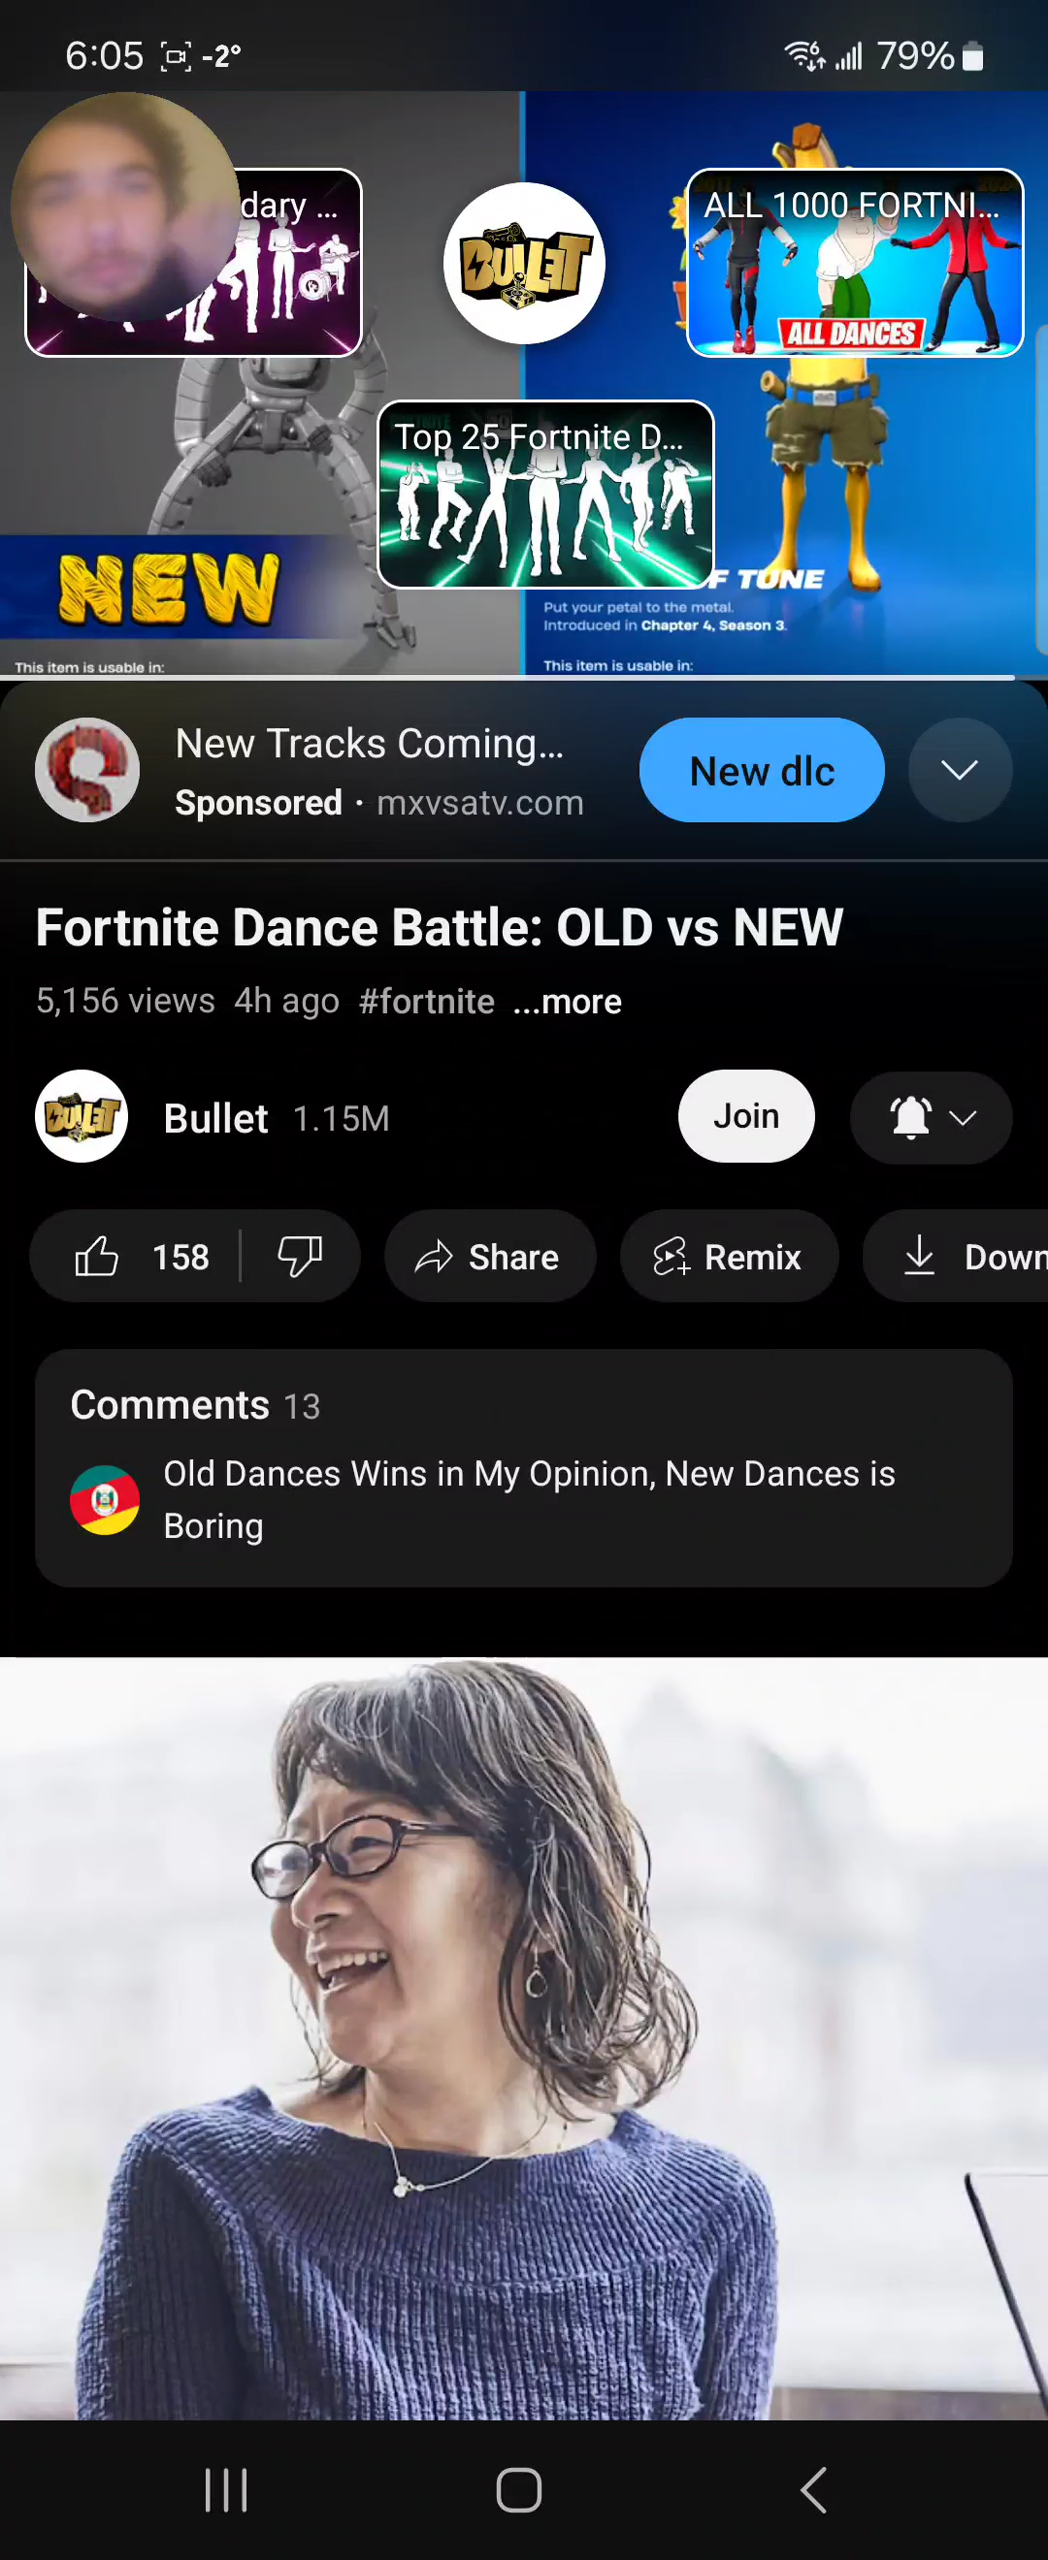 6:05 -2° 79%
dary ...
BULLET
ALL 1000 FORTNI...
ALL DANCES
Top 25 Fortnite D...
NEW
F TUNE
Put your petal to the metal.
Introduced in Chapter 4, Season 3.
This item is usable in:
This item is usable in:
New Tracks Coming...
Sponsored · mxvsatv.com
New dlc
Fortnite Dance Battle: OLD vs NEW
5,156 views 4h ago #fortnite ...more
BULLET
Bullet 1.15M
Join
158
Share
Remix
Down
Comments 13
Old Dances Wins in My Opinion, New Dances is
Boring